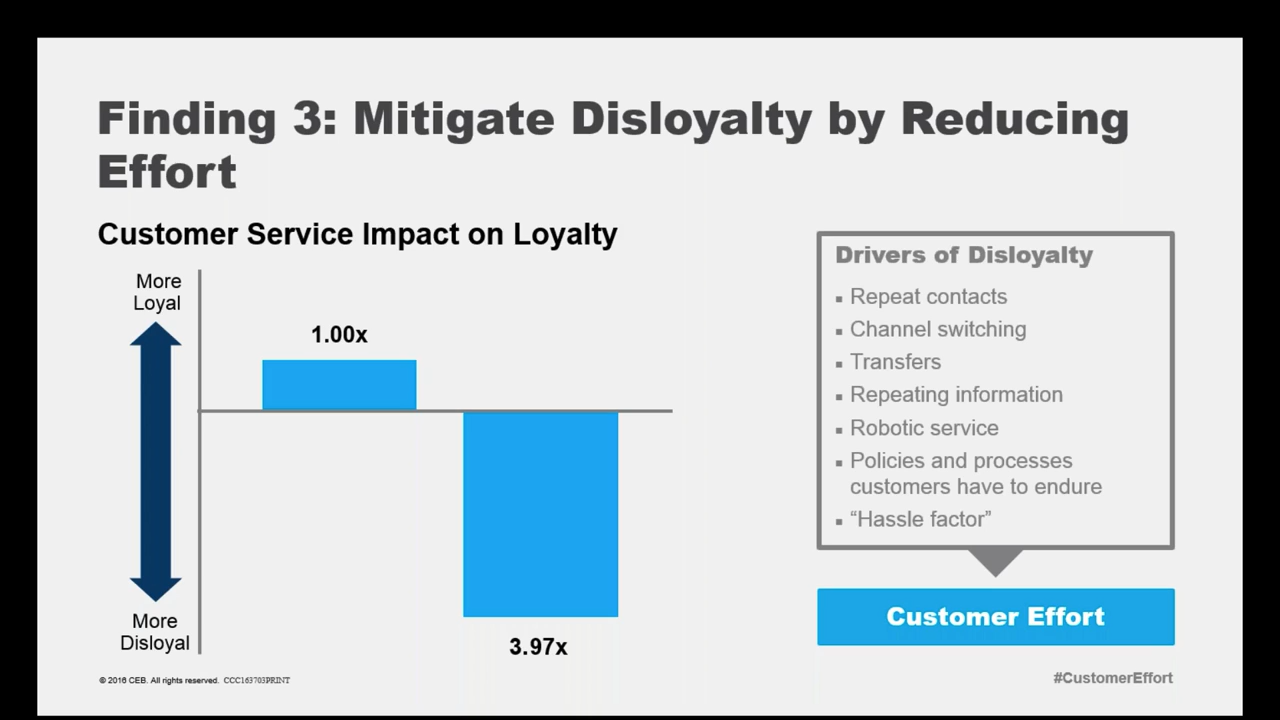 Finding 3: Mitigate Disloyalty by Reducing
Effort
Customer Service Impact on Loyalty
More
Loyal
1.00x
3.97x
More
Disloyal
Drivers of Disloyalty
▪ Repeat contacts
▪ Channel switching
▪ Transfers
▪ Repeating information
▪ Robotic service
▪ Policies and processes
customers have to endure
▪ “Hassle factor”
Customer Effort
© 2016 CEB. All rights reserved. CCC163703PRINT
#CustomerEffort